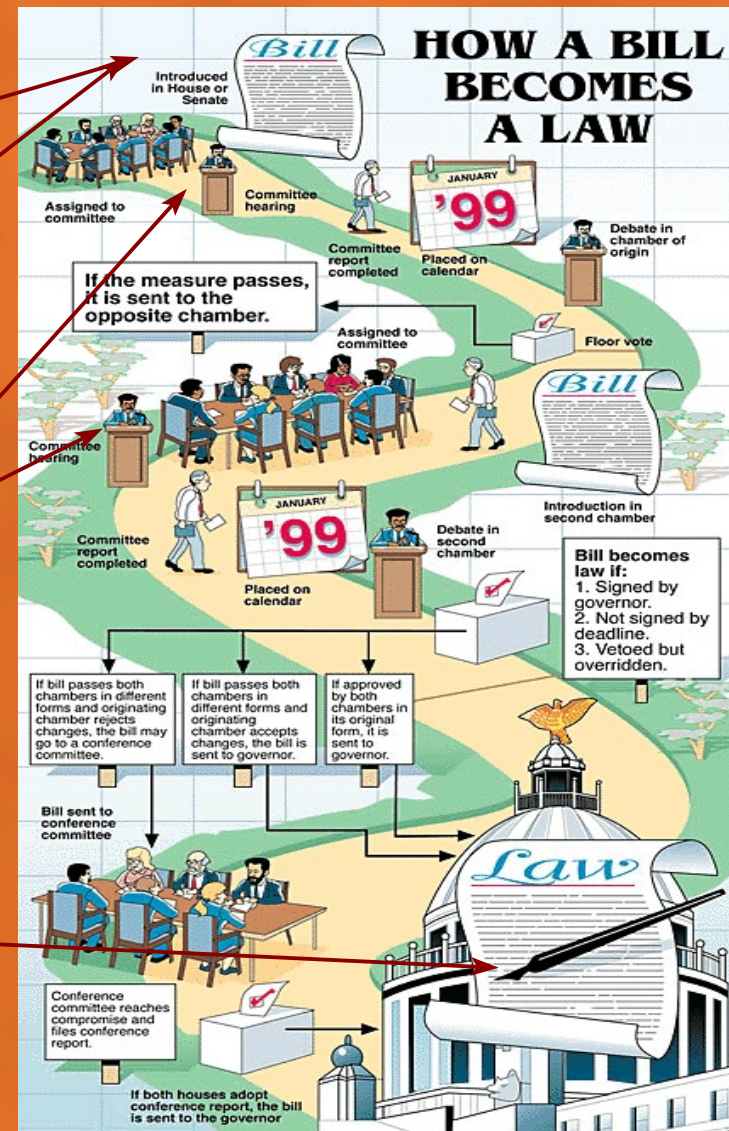 HOW A BILL
BECOMES
A LAW
Bill
Introduced
in House or
Senate
Assigned to
committee
Committee
hearing
Committee
report
completed
JANUARY
'99
Placed on
calendar
Debate in
chamber of
origin
Floor vote
If the measure passes,
it is sent to the
opposite chamber.
Bill
Introduction in
second chamber
Assigned to
committee
Committee
hearing
Committee
report
completed
JANUARY
'99
Placed on
calendar
Debate in
second
chamber
Bill becomes
law if:
1. Signed by
governor.
2. Not signed by
deadline.
3. Vetoed but
overridden.
If bill passes both
chambers in different
forms and originating
chamber rejects
changes, the bill may
go to a conference
committee.
If bill passes both
chambers in
different forms and
originating
chamber accepts
changes, the bill is
sent to governor.
If approved
by both
chambers in
its original
form, it is
sent to
governor.
Bill sent to
conference
committee
Law
Conference
committee reaches
compromise and
files conference
report.
If both houses adopt
conference report, the bill
is sent to the governor